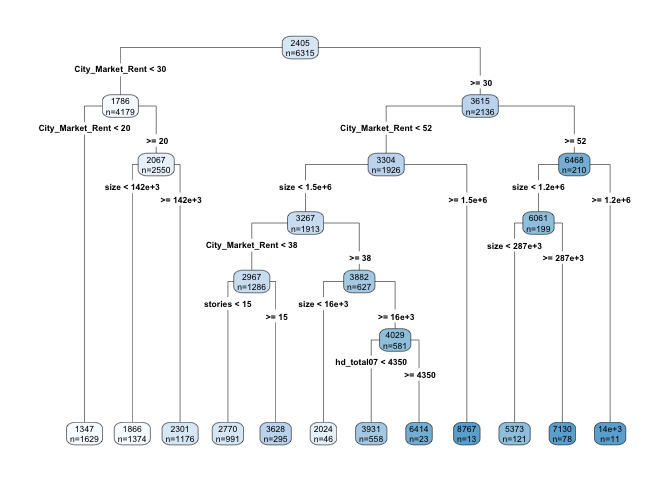 2405
n=6315
City_Market_Rent < 30
>= 30
1786
n=4179
3615
n=2136
City_Market_Rent < 20
>= 20
City_Market_Rent < 52
>= 52
2067
n=2550
3304
n=1926
6468
n=210
size < 142e+3
>= 142e+3
size < 1.5e+6
>= 1.5e+6
size < 1.2e+6
>= 1.2e+6
3267
n=1913
6061
n=199
City_Market_Rent < 38
>= 38
size < 287e+3
>= 287e+3
2967
n=1286
3882
n=627
stories < 15
>= 15
size < 16e+3
>= 16e+3
4029
n=581
hd_total07 < 4350
>= 4350
1347
n=1629
1866
n=1374
2301
n=1176
2770
n=991
3628
n=295
2024
n=46
3931
n=558
6414
n=23
8767
n=13
5373
n=121
7130
n=78
14e+3
n=11